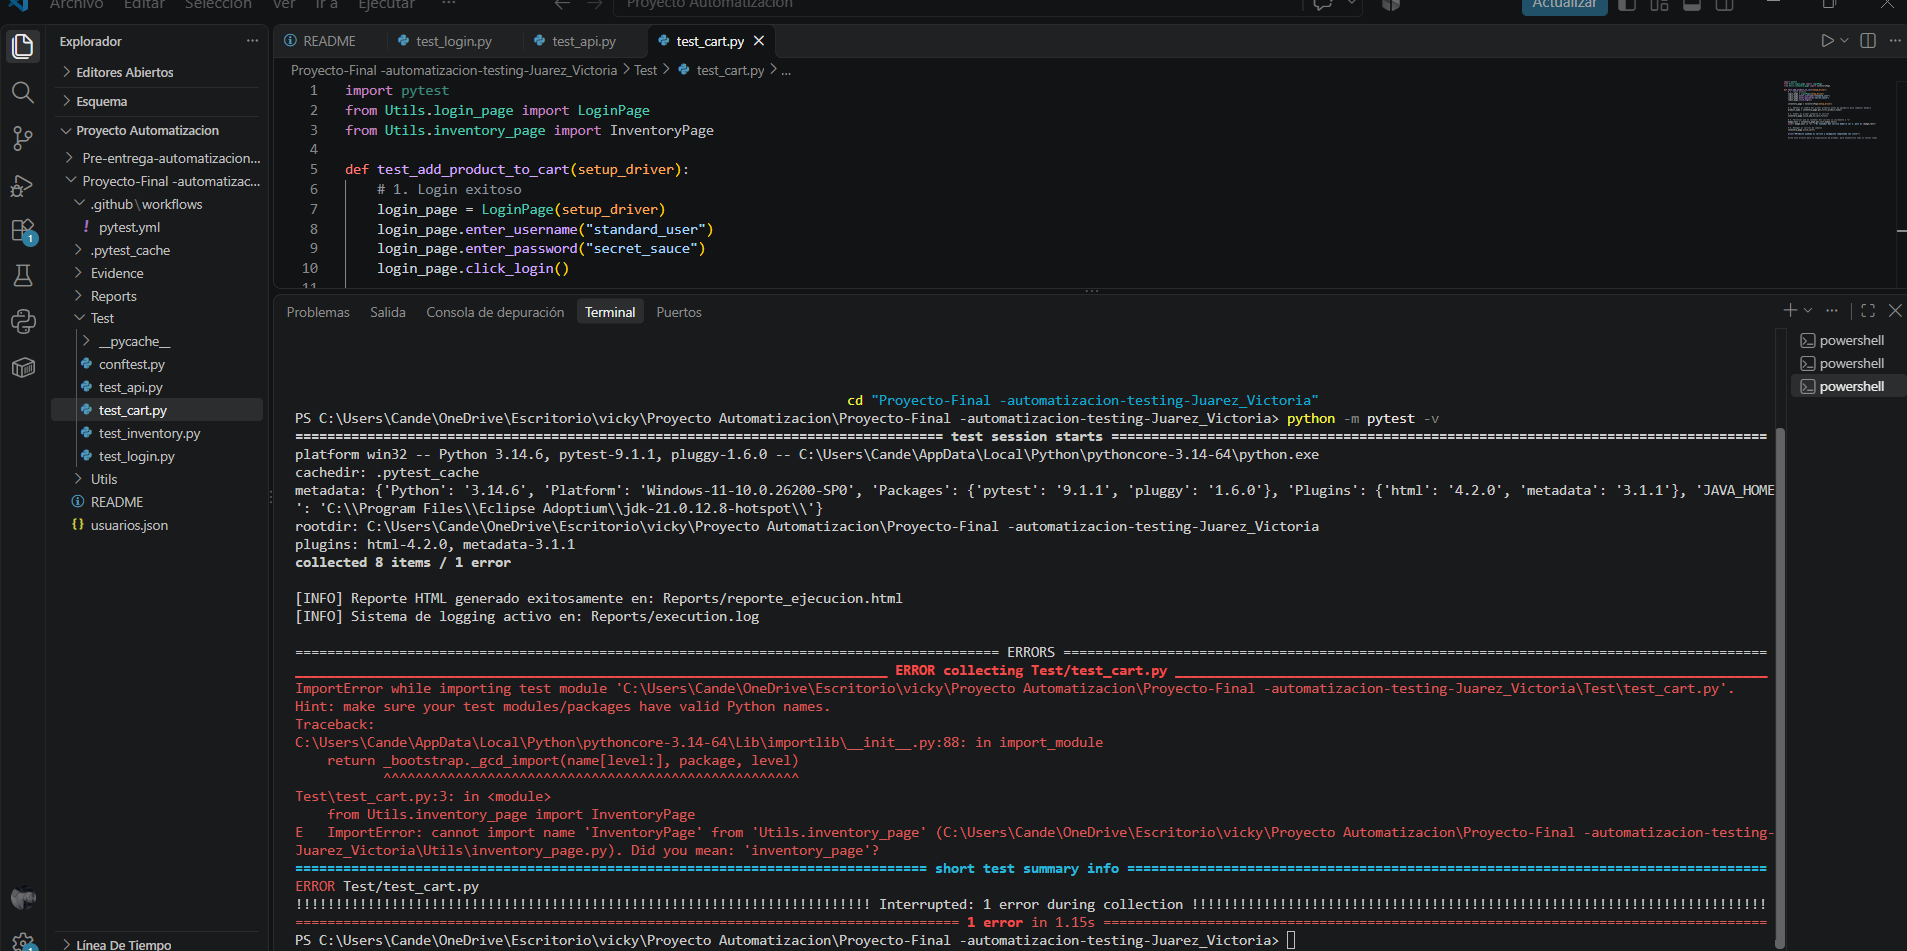 Archivo Editar Selección Ver Ir a Ejecutar ··· Proyecto Automatización Actualizar
Explorador ···
Editores Abiertos
Esquema
Proyecto Automatizacion
Pre-entrega-automatizacion...
Proyecto-Final -automatizac...
.github\workflows
! pytest.yml
.pytest_cache
Evidence
Reports
Test
__pycache__
conftest.py
test_api.py
test_cart.py
test_inventory.py
test_login.py
Utils
README
{} usuarios.json
Línea De Tiempo
1
README test_login.py test_api.py test_cart.py
Proyecto-Final -automatizacion-testing-Juarez_Victoria > Test > test_cart.py > ...
1 import pytest
2 from Utils.login_page import LoginPage
3 from Utils.inventory_page import InventoryPage
4
5 def test_add_product_to_cart(setup_driver):
6 # 1. Login exitoso
7 login_page = LoginPage(setup_driver)
8 login_page.enter_username("standard_user")
9 login_page.enter_password("secret_sauce")
10 login_page.click_login()
11
Problemas Salida Consola de depuración Terminal Puertos
powershell
powershell
powershell
cd "Proyecto-Final -automatizacion-testing-Juarez_Victoria"
PS C:\Users\Cande\OneDrive\Escritorio\vicky\Proyecto Automatizacion\Proyecto-Final -automatizacion-testing-Juarez_Victoria> python -m pytest -v
================ test session starts ================
platform win32 -- Python 3.14.6, pytest-9.1.1, pluggy-1.6.0 -- C:\Users\Cande\AppData\Local\Python\pythoncore-3.14-64\python.exe
cachedir: .pytest_cache
metadata: {'Python': '3.14.6', 'Platform': 'Windows-11-10.0.26200-SP0', 'Packages': {'pytest': '9.1.1', 'pluggy': '1.6.0'}, 'Plugins': {'html': '4.2.0', 'metadata': '3.1.1'}, 'JAVA_HOME
': 'C:\\Program Files\\Eclipse Adoptium\\jdk-21.0.12.8-hotspot\\'}
rootdir: C:\Users\Cande\OneDrive\Escritorio\vicky\Proyecto Automatizacion\Proyecto-Final -automatizacion-testing-Juarez_Victoria
plugins: html-4.2.0, metadata-3.1.1
collected 8 items / 1 error
[INFO] Reporte HTML generado exitosamente en: Reports/reporte_ejecucion.html
[INFO] Sistema de logging activo en: Reports/execution.log
================ ERRORS ================
________________ ERROR collecting Test/test_cart.py ________________
ImportError while importing test module 'C:\Users\Cande\OneDrive\Escritorio\vicky\Proyecto Automatizacion\Proyecto-Final -automatizacion-testing-Juarez_Victoria\Test\test_cart.py'.
Hint: make sure your test modules/packages have valid Python names.
Traceback:
C:\Users\Cande\AppData\Local\Python\pythoncore-3.14-64\Lib\importlib\__init__.py:88: in import_module
return _bootstrap._gcd_import(name[level:], package, level)
^^^^^^^^^^^^^^^^^^^^^^^^^^^^^^^^^^^^^^^^^^^^^^^^^^^^
Test\test_cart.py:3: in <module>
from Utils.inventory_page import InventoryPage
E ImportError: cannot import name 'InventoryPage' from 'Utils.inventory_page' (C:\Users\Cande\OneDrive\Escritorio\vicky\Proyecto Automatizacion\Proyecto-Final -automatizacion-testing-
Juarez_Victoria\Utils\inventory_page.py). Did you mean: 'inventory_page'?
================ short test summary info ================
ERROR Test/test_cart.py
!!!!!!!!!!!!!!!! Interrupted: 1 error during collection !!!!!!!!!!!!!!!!
================ 1 error in 1.15s ================
PS C:\Users\Cande\OneDrive\Escritorio\vicky\Proyecto Automatizacion\Proyecto-Final -automatizacion-testing-Juarez_Victoria>